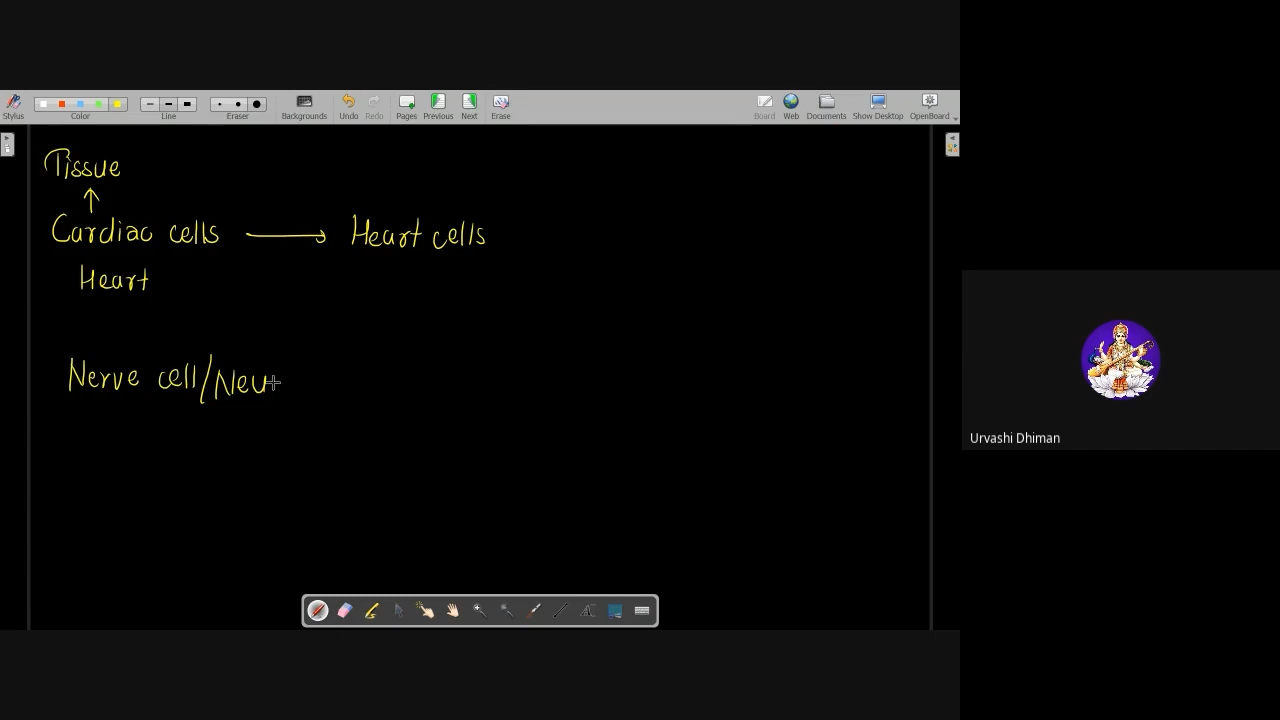 Stylus
Color
Line
Eraser
Backgrounds
Undo
Redo
Pages
Previous
Next
Erase
Board
Web
Documents
Show Desktop
OpenBoard
Tissue
Cardiac cells → Heart cells
Heart
Nerve cell/Neu
Urvashi Dhiman